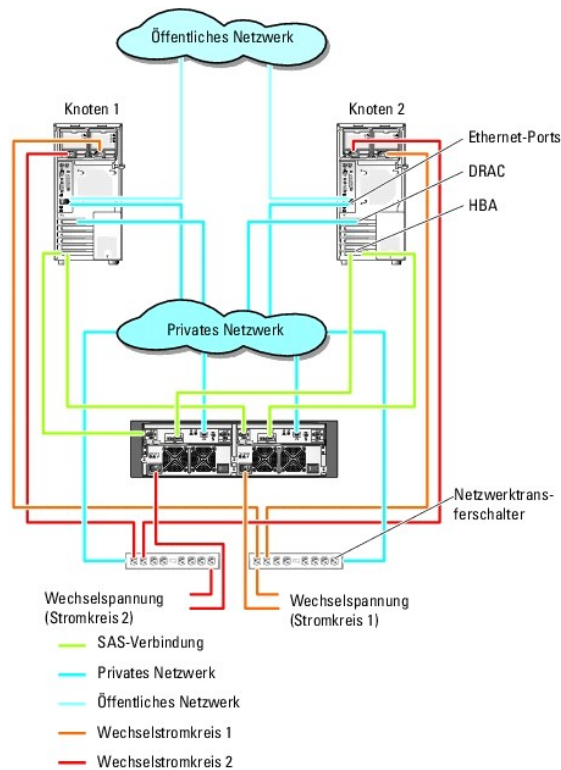 Öffentliches Netzwerk
Knoten 1
Knoten 2
Ethernet-Ports
DRAC
HBA
Privates Netzwerk
Netzwerktrans-
ferschalter
Wechselspannung
(Stromkreis 2)
Wechselspannung
(Stromkreis 1)
SAS-Verbindung
Privates Netzwerk
Öffentliches Netzwerk
Wechselstromkreis 1
Wechselstromkreis 2